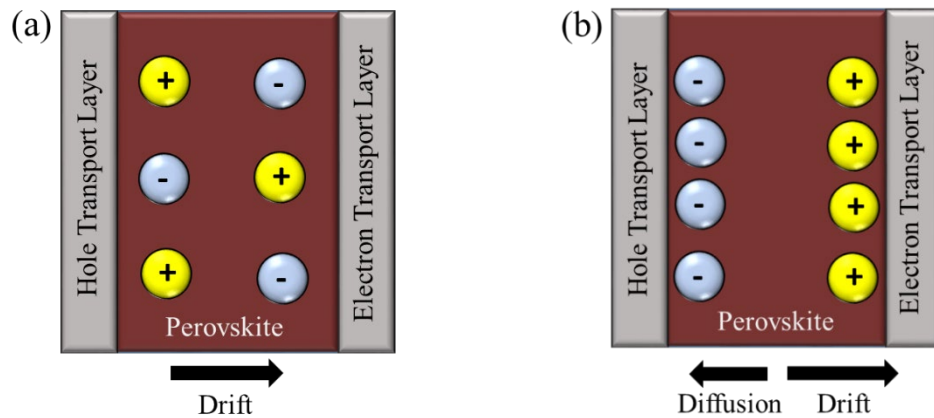 (a)
Hole Transport Layer
+
-
-
+
+
-
Perovskite
Electron Transport Layer
Drift
(b)
Hole Transport Layer
-
+
-
+
-
+
-
+
Perovskite
Electron Transport Layer
Diffusion
Drift